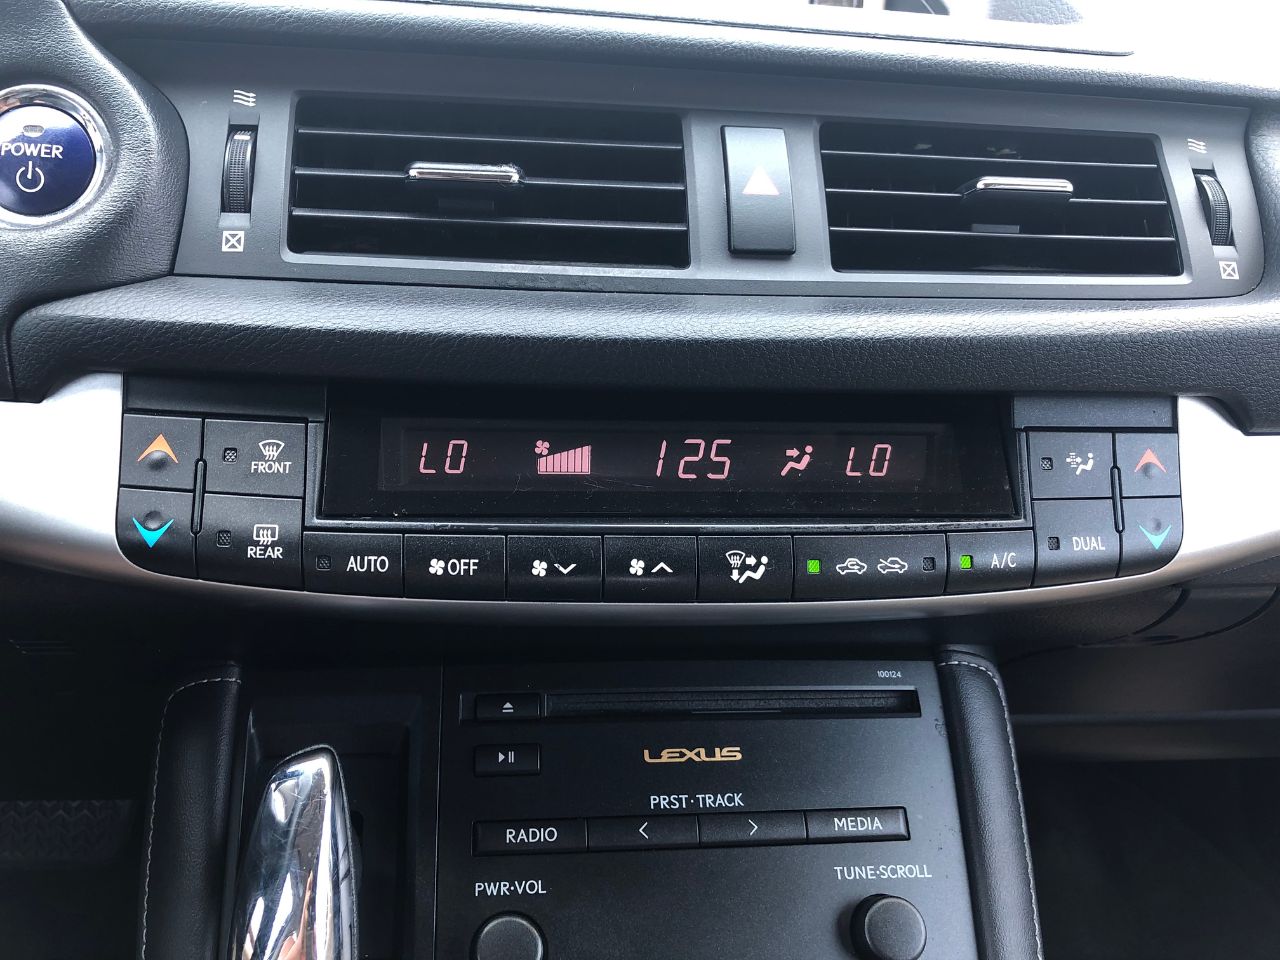 POWER
LO 125 LO
FRONT
REAR
AUTO OFF A/C DUAL
100124
LEXUS
PRST·TRACK
RADIO < > MEDIA
PWR·VOL TUNE·SCROLL